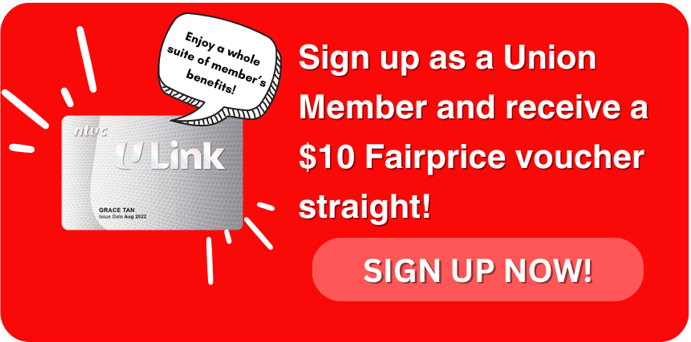 Enjoy a whole
suite of member's
benefits!
ntuc
U Link
GRACE TAN
Issue Date Aug 2022
Sign up as a Union
Member and receive a
$10 Fairprice voucher
straight!
SIGN UP NOW!